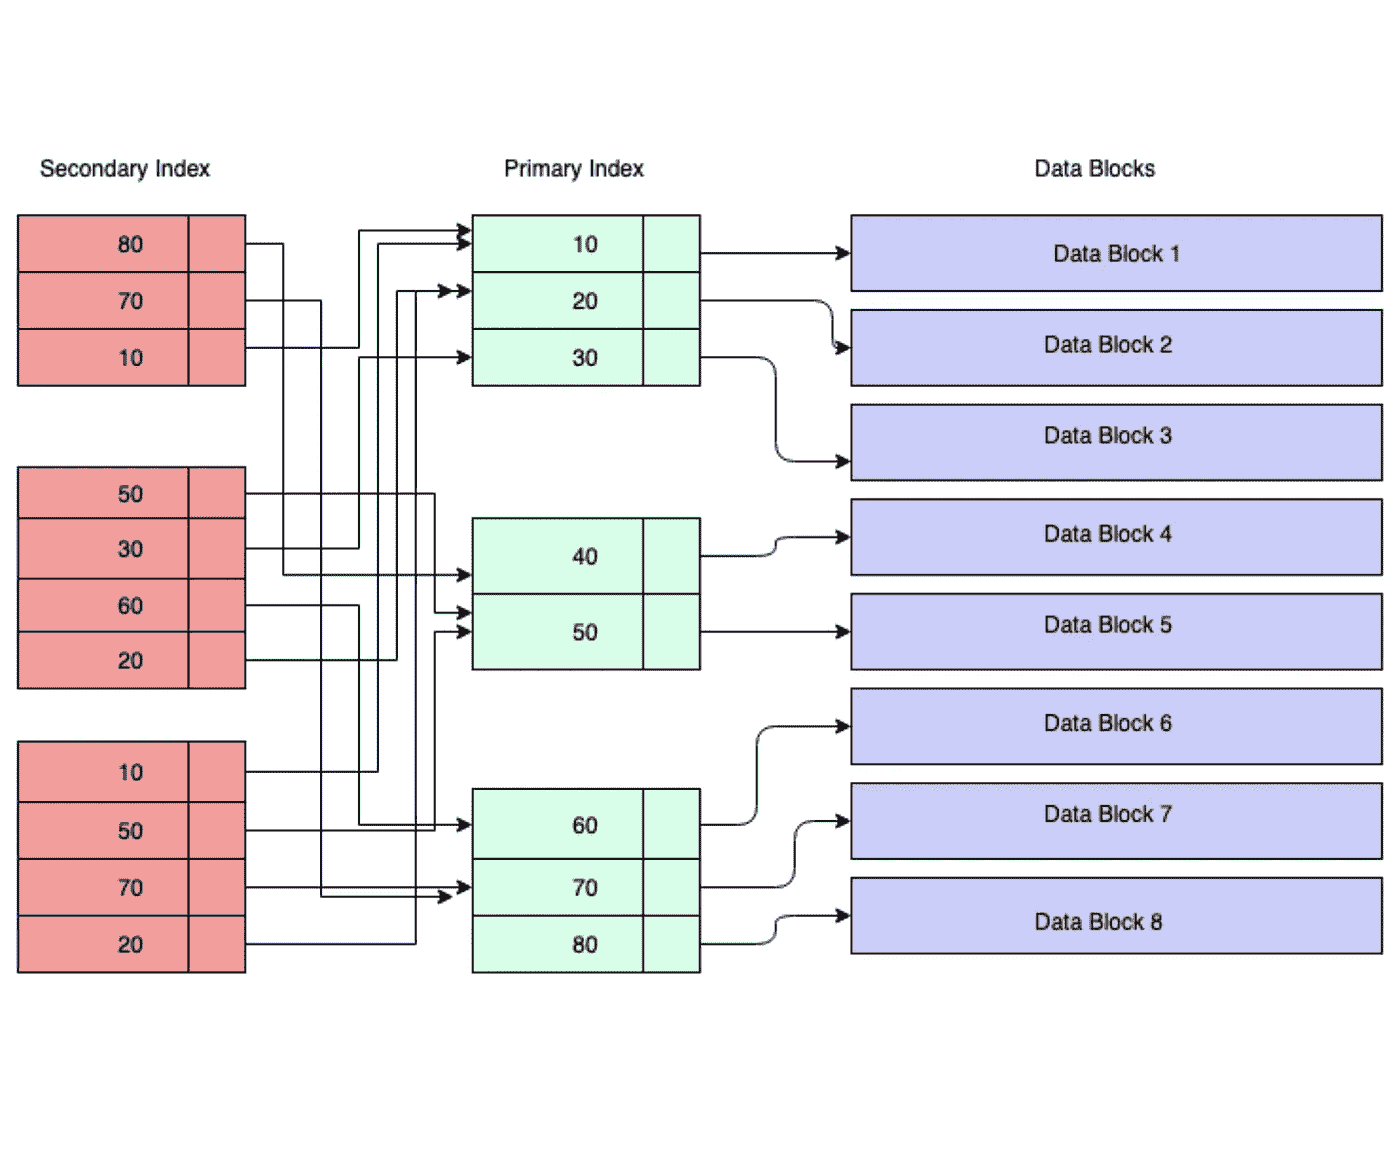 Secondary Index
80
70
10
50
30
60
20
10
50
70
20
Primary Index
10
20
30
40
50
60
70
80
Data Blocks
Data Block 1
Data Block 2
Data Block 3
Data Block 4
Data Block 5
Data Block 6
Data Block 7
Data Block 8